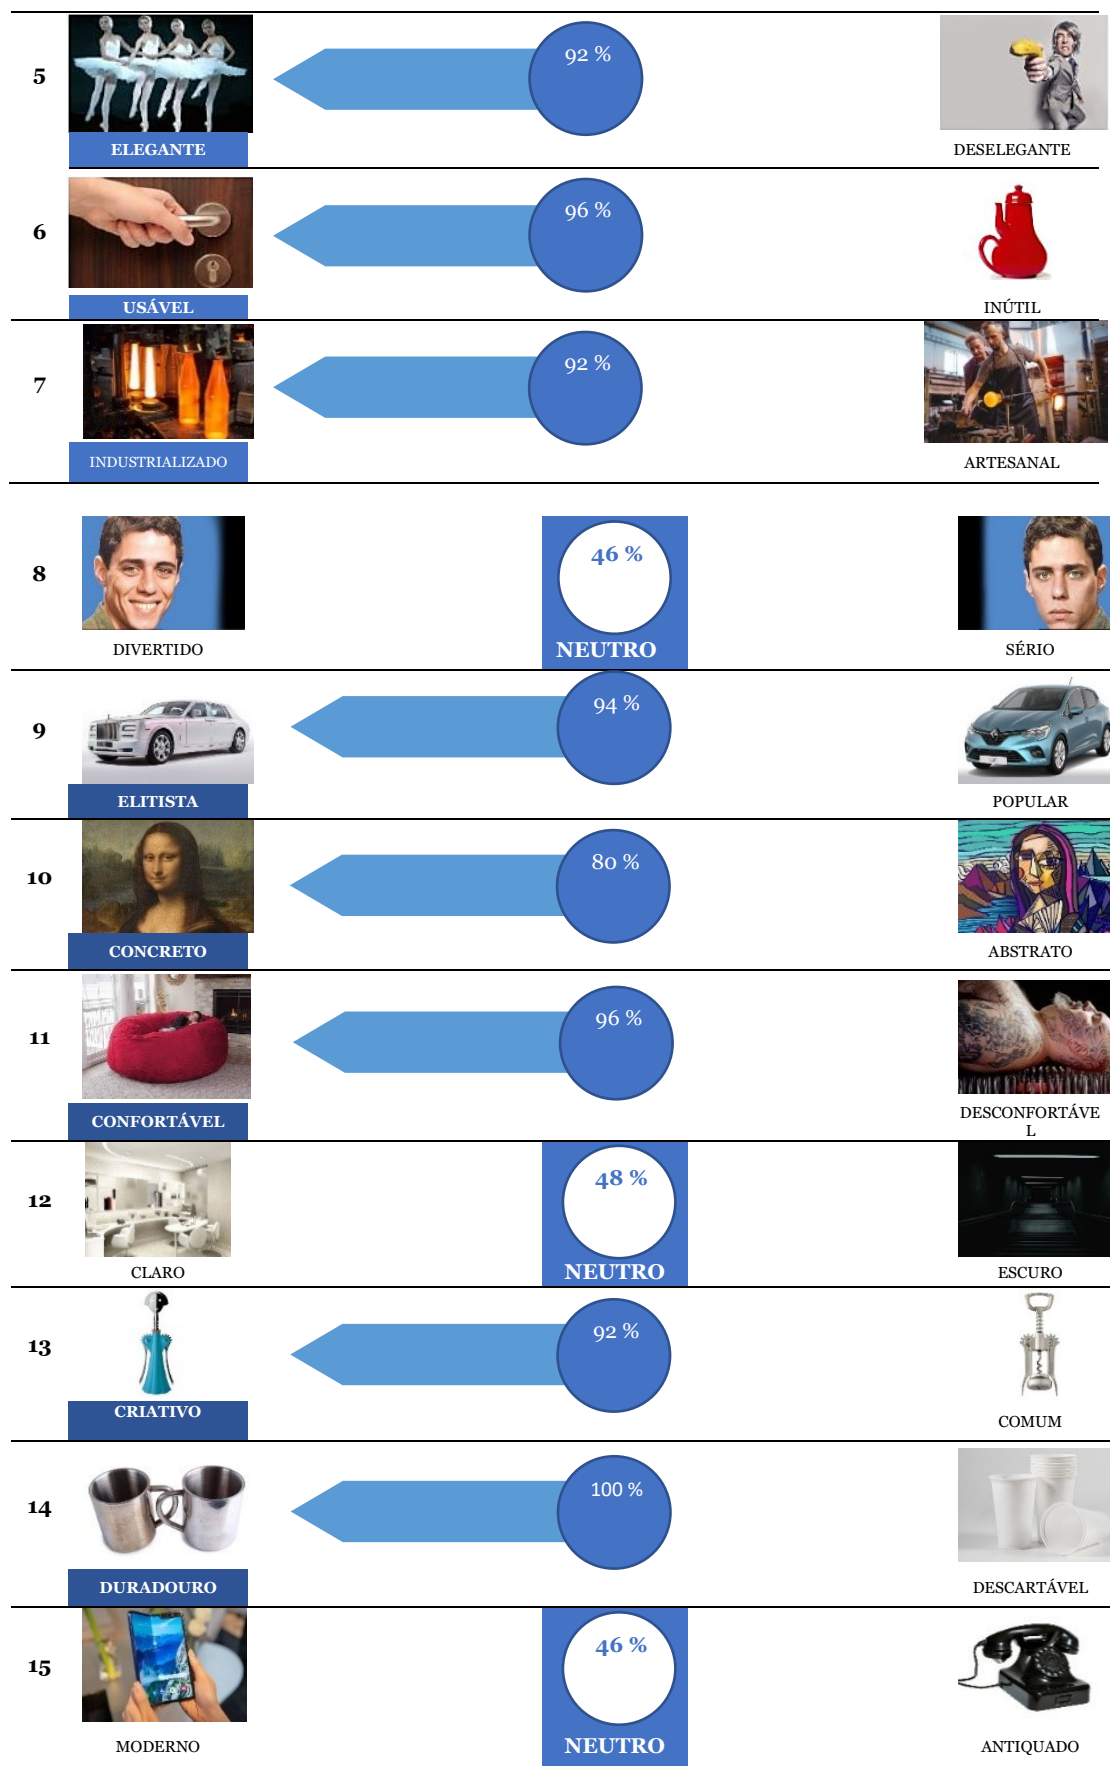 5
92 %
ELEGANTE
DESELEGANTE
6
96 %
USÁVEL
INÚTIL
7
92 %
INDUSTRIALIZADO
ARTESANAL
8
46 %
DIVERTIDO
NEUTRO
SÉRIO
9
94 %
ELITISTA
POPULAR
10
80 %
CONCRETO
ABSTRATO
11
96 %
CONFORTÁVEL
DESCONFORTÁVE
L
12
48 %
CLARO
NEUTRO
ESCURO
13
92 %
CRIATIVO
COMUM
14
100 %
DURADOURO
DESCARTÁVEL
15
46 %
MODERNO
NEUTRO
ANTIQUADO